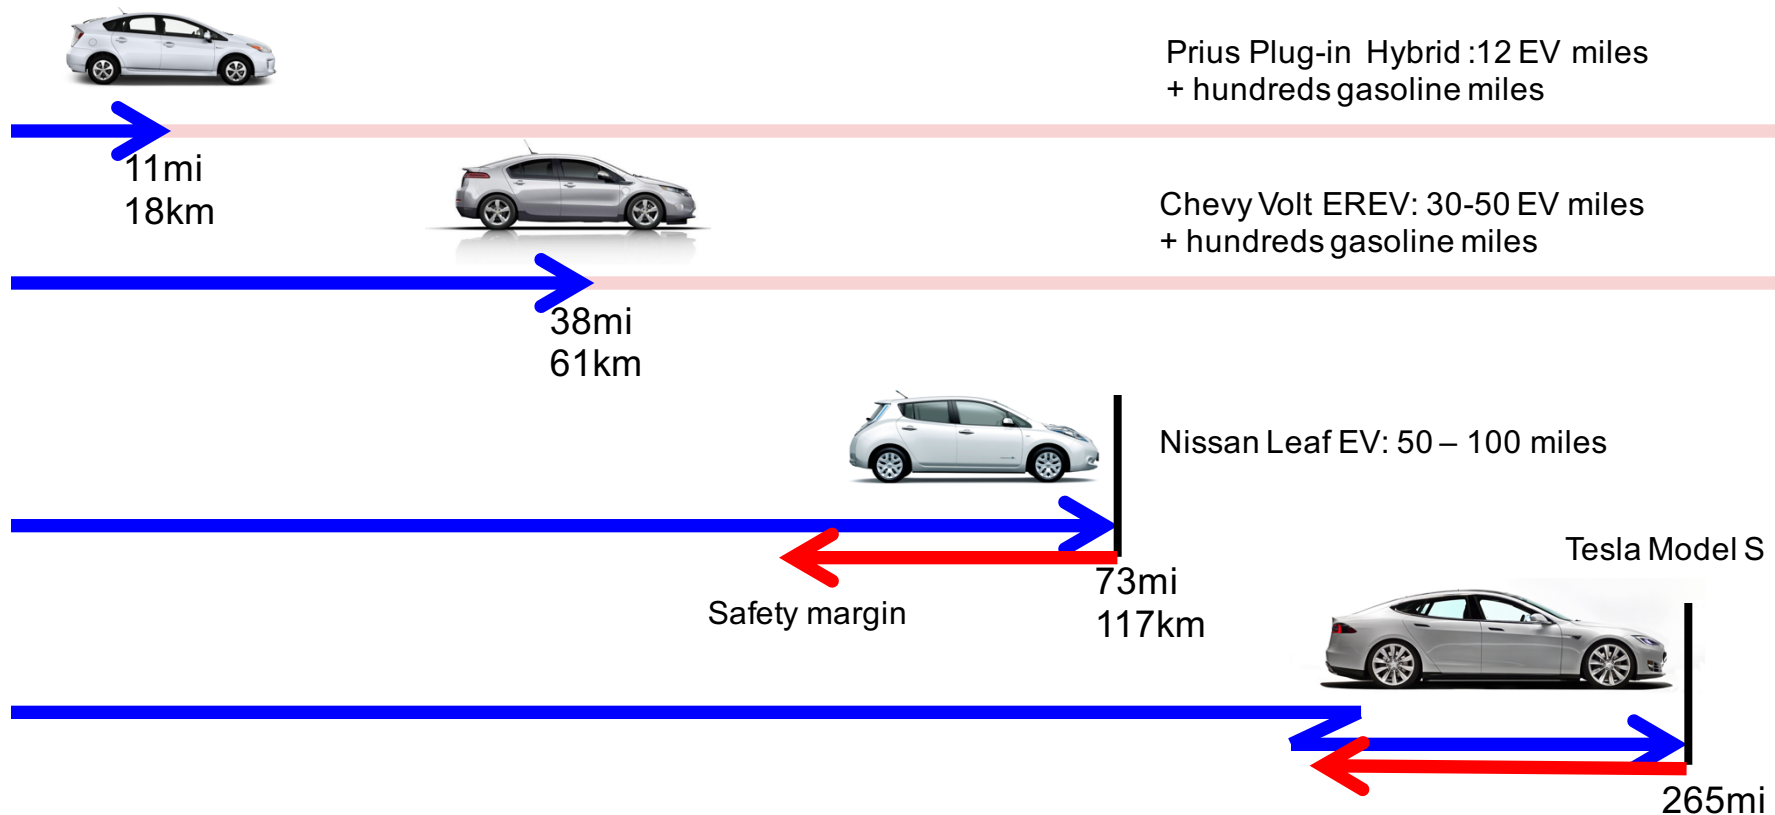 Prius Plug-in Hybrid :12 EV miles
+ hundreds gasoline miles
11mi
18km
Chevy Volt EREV: 30-50 EV miles
+ hundreds gasoline miles
38mi
61km
Nissan Leaf EV: 50 – 100 miles
Tesla Model S
73mi
117km
Safety margin
265mi